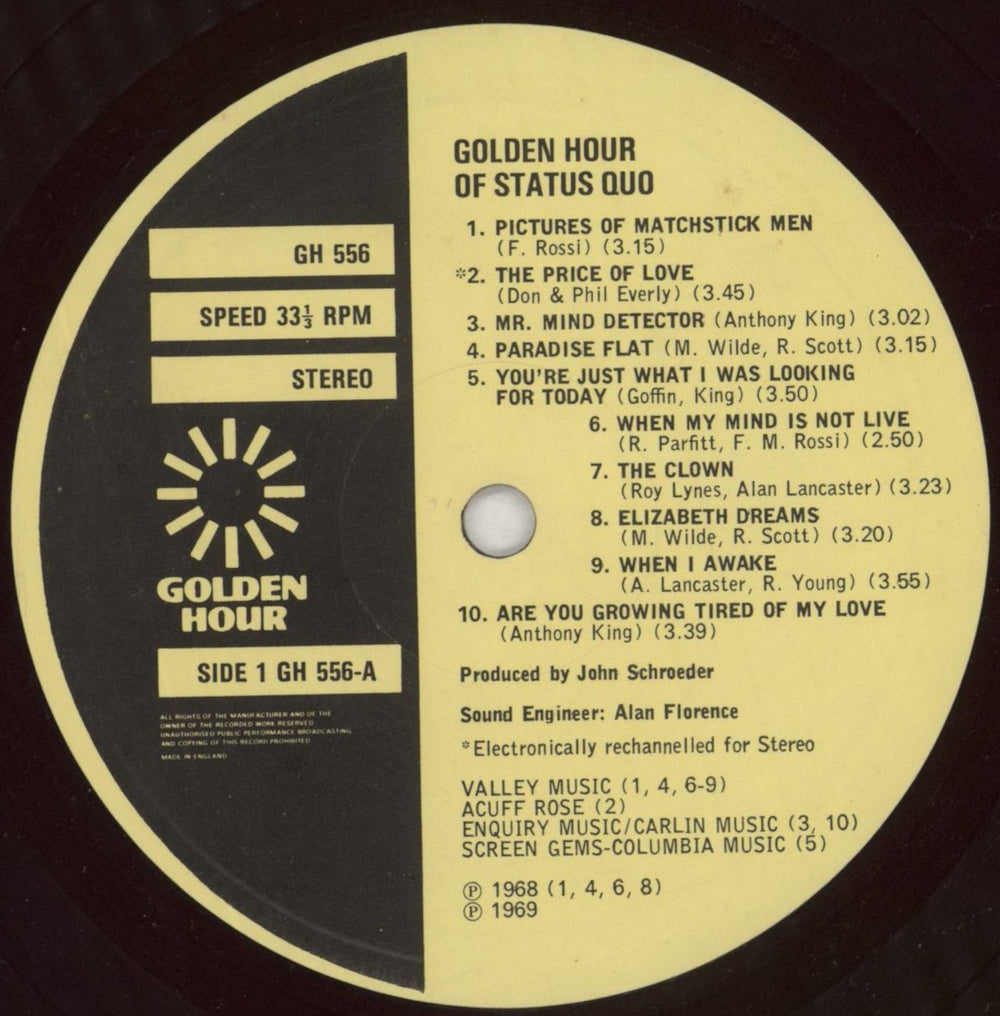 GOLDEN HOUR
OF STATUS QUO
1. PICTURES OF MATCHSTICK MEN
(F. Rossi) (3.15)
*2. THE PRICE OF LOVE
(Don & Phil Everly) (3.45)
3. MR. MIND DETECTOR (Anthony King) (3.02)
4. PARADISE FLAT (M. Wilde, R. Scott) (3.15)
5. YOU'RE JUST WHAT I WAS LOOKING
FOR TODAY (Goffin, King) (3.50)
6. WHEN MY MIND IS NOT LIVE
(R. Parfitt, F. M. Rossi) (2.50)
7. THE CLOWN
(Roy Lynes, Alan Lancaster) (3.23)
8. ELIZABETH DREAMS
(M. Wilde, R. Scott) (3.20)
9. WHEN I AWAKE
(A. Lancaster, R. Young) (3.55)
10. ARE YOU GROWING TIRED OF MY LOVE
(Anthony King) (3.39)
Produced by John Schroeder
Sound Engineer: Alan Florence
*Electronically rechannelled for Stereo
VALLEY MUSIC (1, 4, 6-9)
ACUFF ROSE (2)
ENQUIRY MUSIC/CARLIN MUSIC (3, 10)
SCREEN GEMS-COLUMBIA MUSIC (5)
℗ 1968 (1, 4, 6, 8)
℗ 1969
GH 556
SPEED 33⅓ RPM
STEREO
GOLDEN
HOUR
SIDE 1 GH 556-A
ALL RIGHTS OF THE MANUFACTURER AND OF THE
OWNER OF THE RECORDED WORK RESERVED
UNAUTHORISED PUBLIC PERFORMANCE BROADCASTING
AND COPYING OF THIS RECORD PROHIBITED
MADE IN ENGLAND